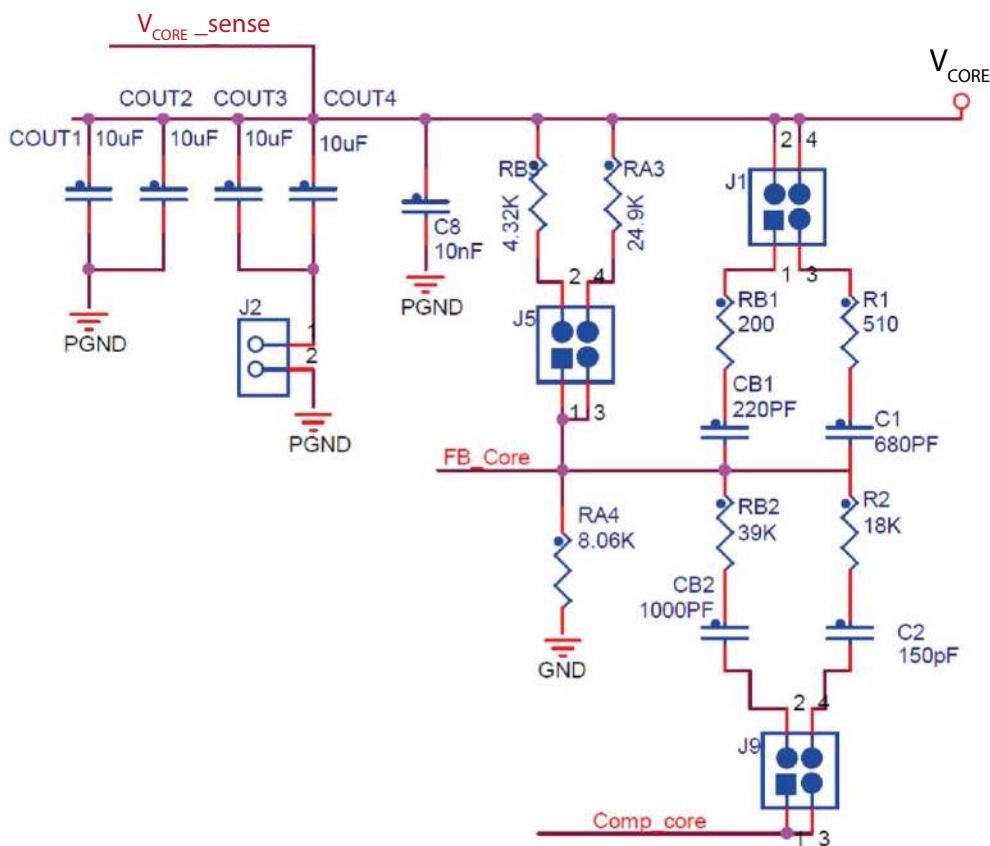 VCORE_sense
VCORE
COUT2 COUT3 COUT4
COUT1 10uF 10uF 10uF 10uF
2 4
J1
1 3
RA3
4.32K
24.9K
C8
10nF
PGND
PGND
J2
1
2
PGND
2 4
J5
1 3
RB1
200
R1
510
CB1
220PF
C1
680PF
FB_Core
RA4
8.06K
GND
RB2
39K
R2
18K
CB2
1000PF
C2
150pF
2 4
J9
1 3
Comp_core